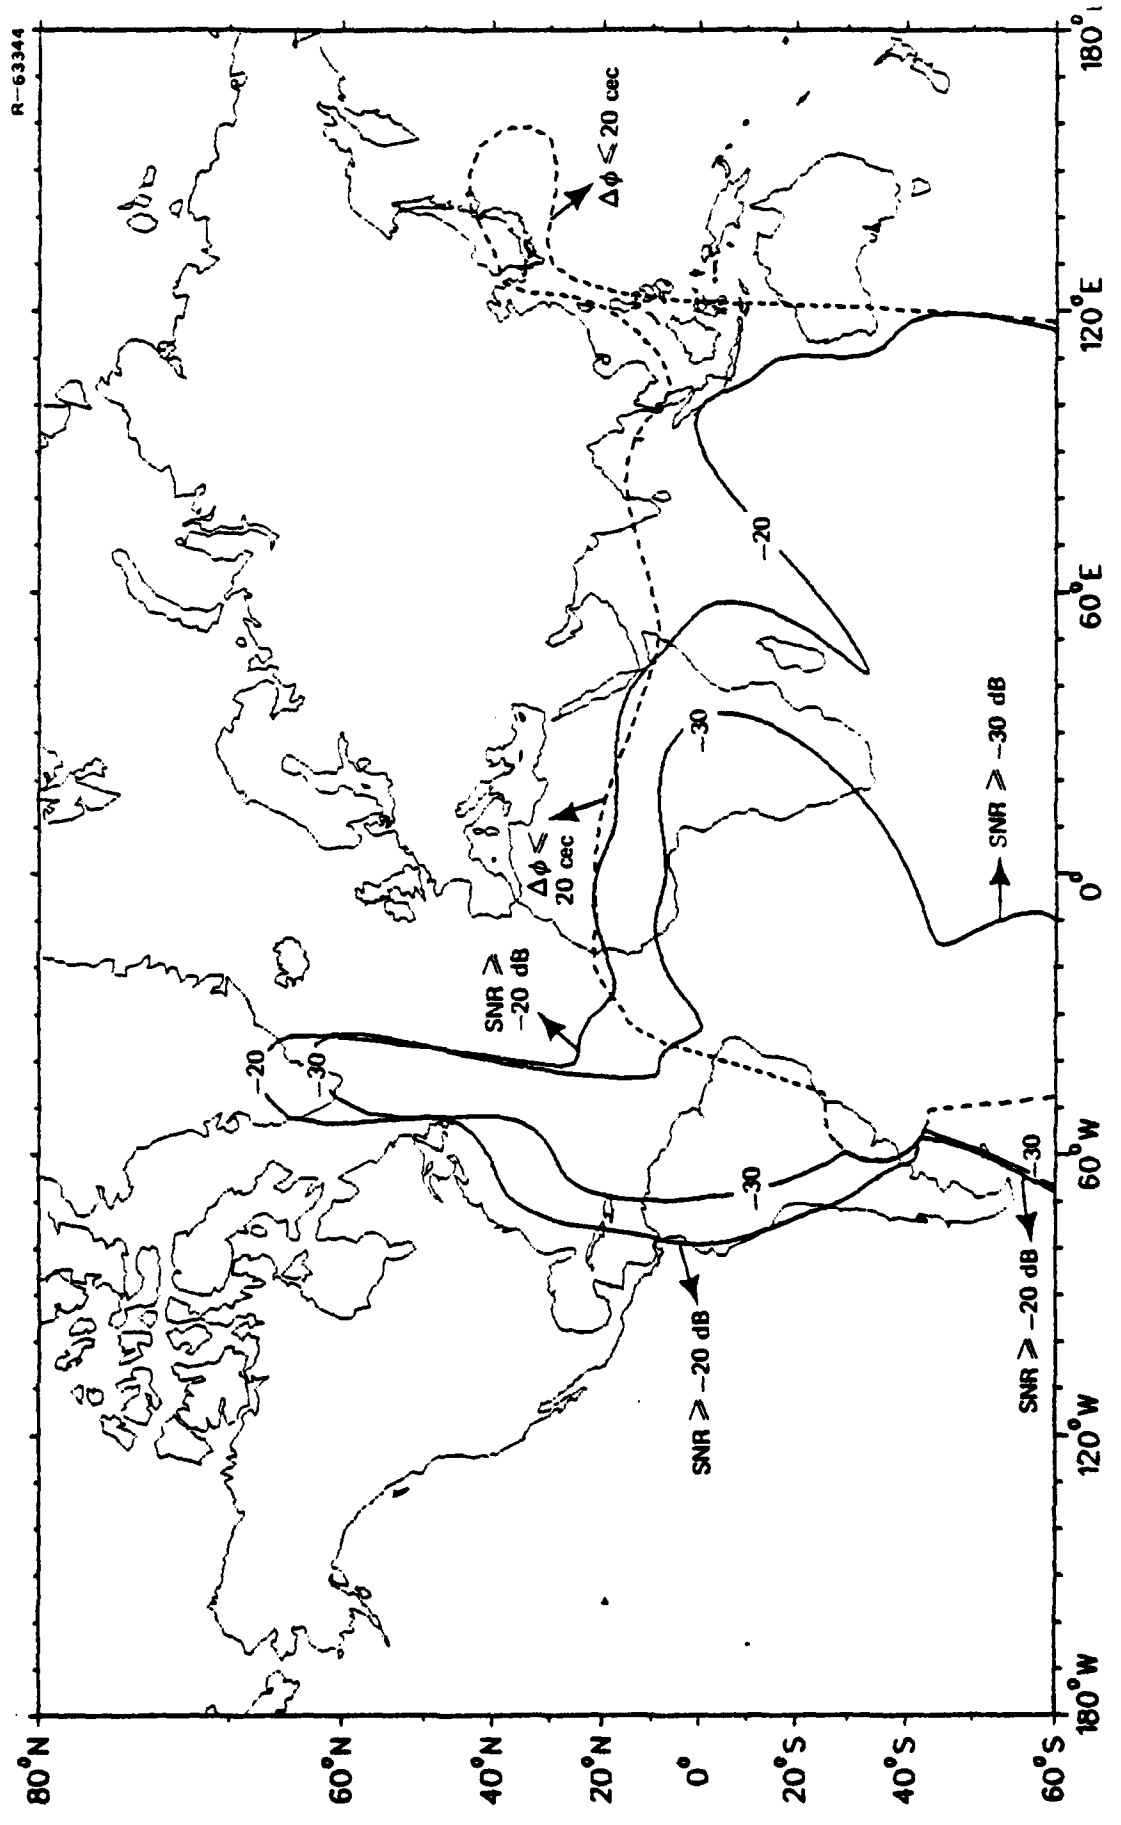 R-63344
80°N
60°N
40°N
20°N
0°
20°S
40°S
60°S
180°W
120°W
60°W
0°
60°E
120°E
180°
-20
-30
SNR ⩾
-20 dB
Δϕ ⩽
20 cec
Δϕ ⩽ 20 cec
-30
-20
-30
SNR ⩾ -20 dB
SNR ⩾ -30 dB
-30
SNR ⩾ -20 dB